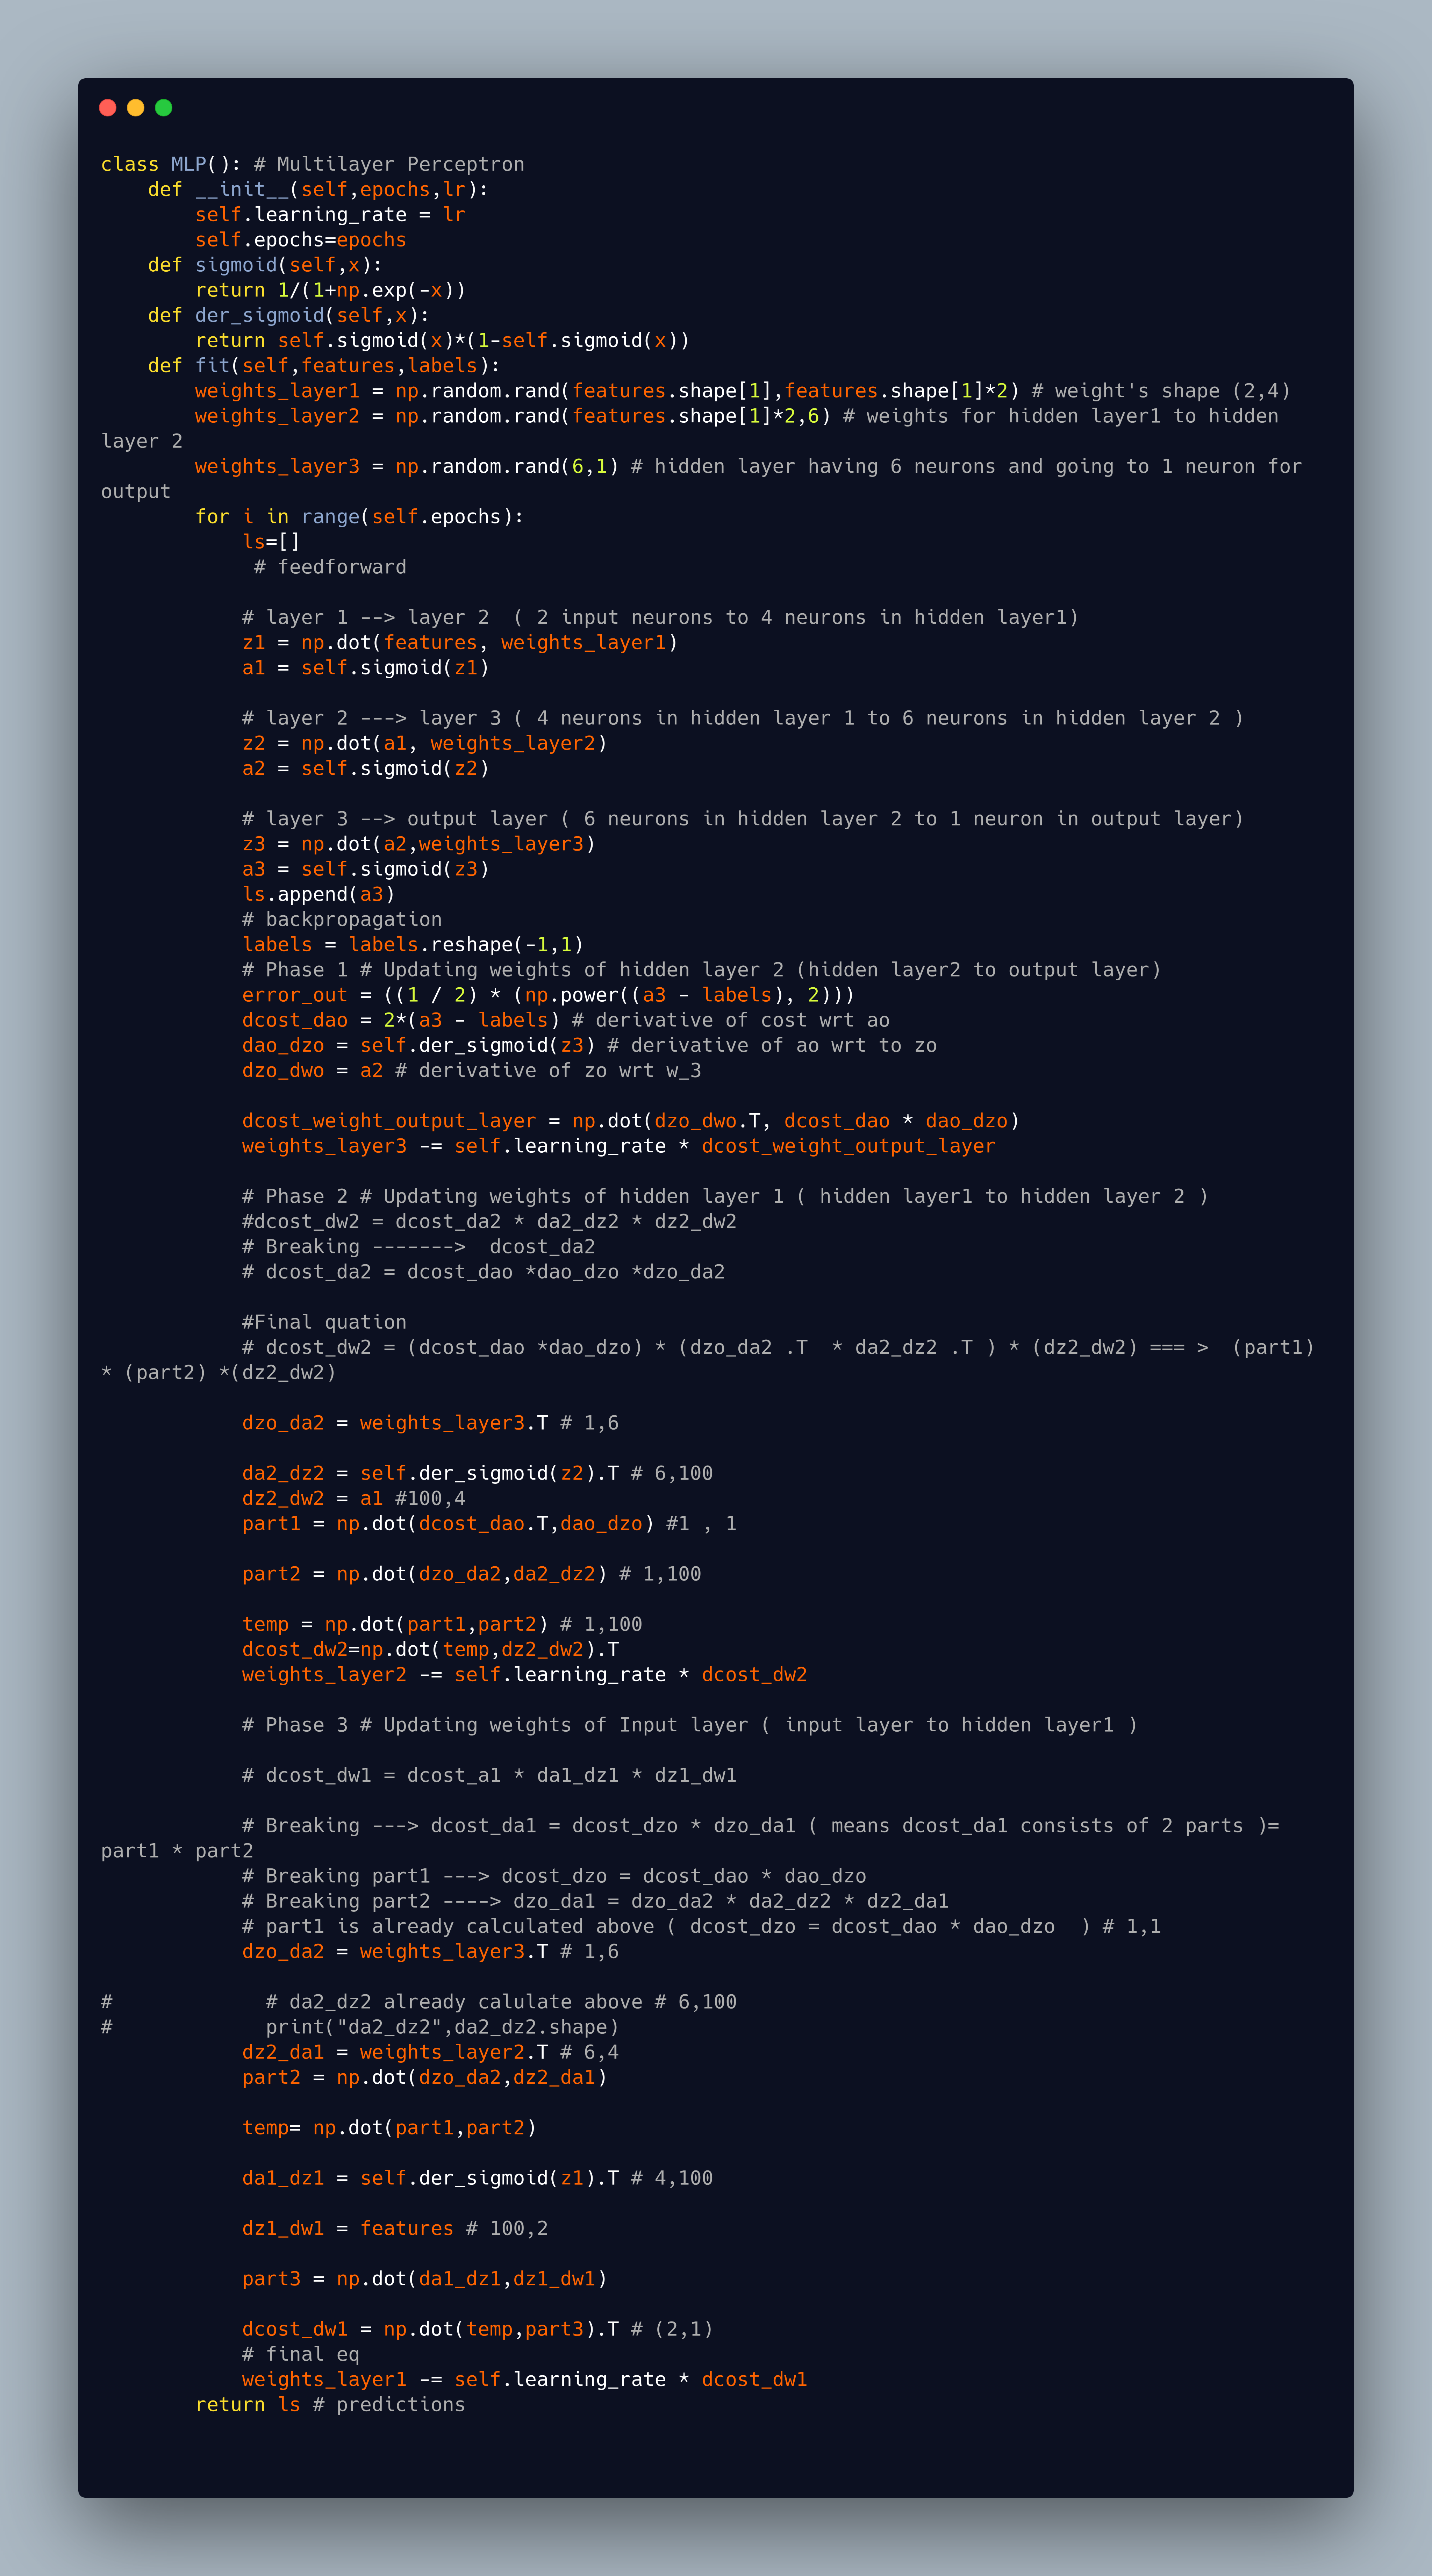 class MLP(): # Multilayer Perceptron
    def __init__(self,epochs,lr):
        self.learning_rate = lr
        self.epochs=epochs
    def sigmoid(self,x):
        return 1/(1+np.exp(-x))
    def der_sigmoid(self,x):
        return self.sigmoid(x)*(1-self.sigmoid(x))
    def fit(self,features,labels):
        weights_layer1 = np.random.rand(features.shape[1],features.shape[1]*2) # weight's shape (2,4)
        weights_layer2 = np.random.rand(features.shape[1]*2,6) # weights for hidden layer1 to hidden
layer 2
        weights_layer3 = np.random.rand(6,1) # hidden layer having 6 neurons and going to 1 neuron for
output
        for i in range(self.epochs):
            ls=[]
             # feedforward

            # layer 1 --> layer 2  ( 2 input neurons to 4 neurons in hidden layer1)
            z1 = np.dot(features, weights_layer1)
            a1 = self.sigmoid(z1)

            # layer 2 ---> layer 3 ( 4 neurons in hidden layer 1 to 6 neurons in hidden layer 2 )
            z2 = np.dot(a1, weights_layer2)
            a2 = self.sigmoid(z2)

            # layer 3 --> output layer ( 6 neurons in hidden layer 2 to 1 neuron in output layer)
            z3 = np.dot(a2,weights_layer3)
            a3 = self.sigmoid(z3)
            ls.append(a3)
            # backpropagation
            labels = labels.reshape(-1,1)
            # Phase 1 # Updating weights of hidden layer 2 (hidden layer2 to output layer)
            error_out = ((1 / 2) * (np.power((a3 - labels), 2)))
            dcost_dao = 2*(a3 - labels) # derivative of cost wrt ao
            dao_dzo = self.der_sigmoid(z3) # derivative of ao wrt to zo
            dzo_dwo = a2 # derivative of zo wrt w_3

            dcost_weight_output_layer = np.dot(dzo_dwo.T, dcost_dao * dao_dzo)
            weights_layer3 -= self.learning_rate * dcost_weight_output_layer

            # Phase 2 # Updating weights of hidden layer 1 ( hidden layer1 to hidden layer 2 )
            #dcost_dw2 = dcost_da2 * da2_dz2 * dz2_dw2
            # Breaking ------->  dcost_da2
            # dcost_da2 = dcost_dao *dao_dzo *dzo_da2

            #Final quation
            # dcost_dw2 = (dcost_dao *dao_dzo) * (dzo_da2 .T  * da2_dz2 .T ) * (dz2_dw2) === >  (part1)
* (part2) *(dz2_dw2)

            dzo_da2 = weights_layer3.T # 1,6

            da2_dz2 = self.der_sigmoid(z2).T # 6,100
            dz2_dw2 = a1 #100,4
            part1 = np.dot(dcost_dao.T,dao_dzo) #1 , 1

            part2 = np.dot(dzo_da2,da2_dz2) # 1,100

            temp = np.dot(part1,part2) # 1,100
            dcost_dw2=np.dot(temp,dz2_dw2).T
            weights_layer2 -= self.learning_rate * dcost_dw2

            # Phase 3 # Updating weights of Input layer ( input layer to hidden layer1 )

            # dcost_dw1 = dcost_a1 * da1_dz1 * dz1_dw1

            # Breaking ---> dcost_da1 = dcost_dzo * dzo_da1 ( means dcost_da1 consists of 2 parts )=
part1 * part2
            # Breaking part1 ---> dcost_dzo = dcost_dao * dao_dzo
            # Breaking part2 ----> dzo_da1 = dzo_da2 * da2_dz2 * dz2_da1
            # part1 is already calculated above ( dcost_dzo = dcost_dao * dao_dzo  ) # 1,1
            dzo_da2 = weights_layer3.T # 1,6

#             # da2_dz2 already calulate above # 6,100
#             print("da2_dz2",da2_dz2.shape)
            dz2_da1 = weights_layer2.T # 6,4
            part2 = np.dot(dzo_da2,dz2_da1)

            temp= np.dot(part1,part2)

            da1_dz1 = self.der_sigmoid(z1).T # 4,100

            dz1_dw1 = features # 100,2

            part3 = np.dot(da1_dz1,dz1_dw1)

            dcost_dw1 = np.dot(temp,part3).T # (2,1)
            # final eq
            weights_layer1 -= self.learning_rate * dcost_dw1
        return ls # predictions